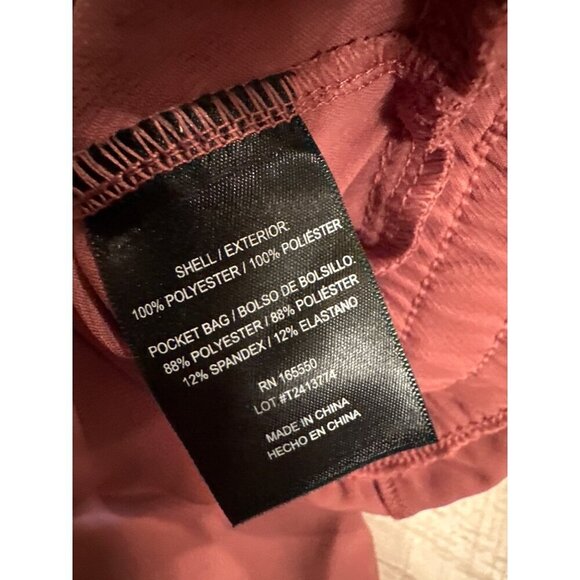 SHELL / EXTERIOR:
100% POLYESTER / 100% POLIÉSTER
POCKET BAG / BOLSO DE BOLSILLO:
88% POLYESTER / 88% POLIÉSTER
12% SPANDEX / 12% ELASTANO
RN 165550
LOT #T2413774
MADE IN CHINA
HECHO EN CHINA